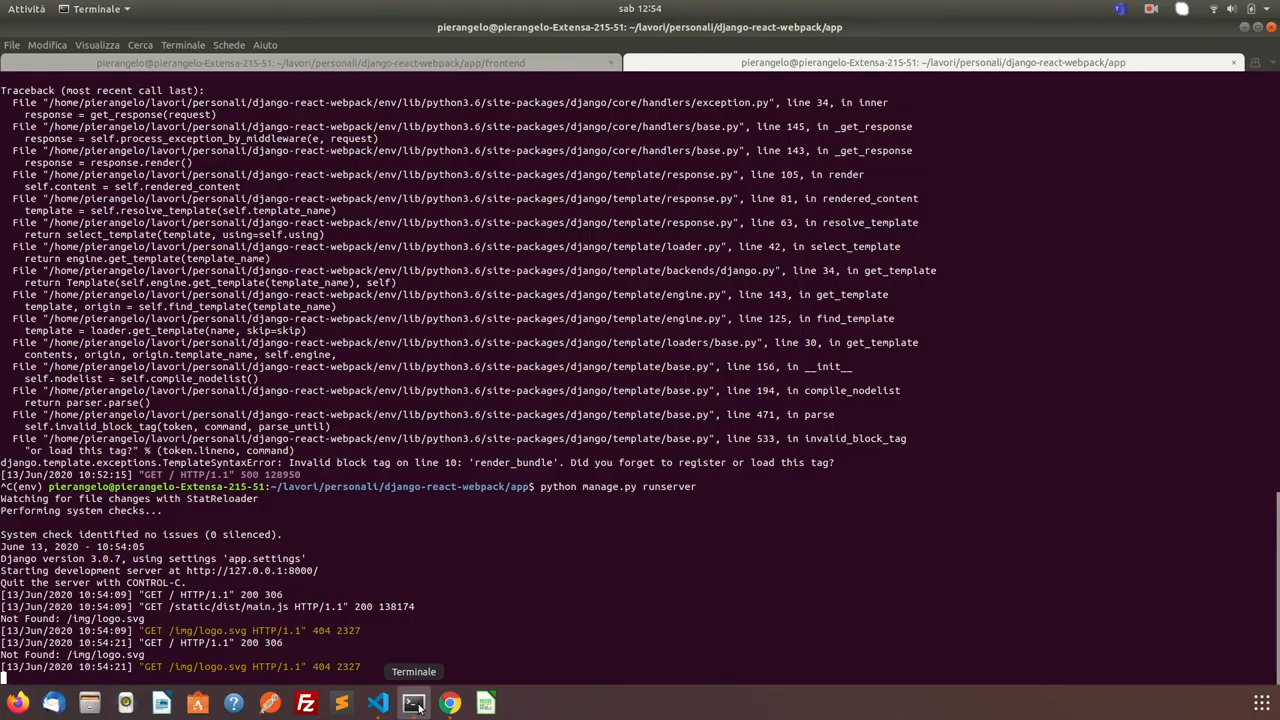 Attività
Terminale
sab 12:54
pierangelo@pierangelo-Extensa-215-51: ~/lavori/personali/django-react-webpack/app
File Modifica Visualizza Cerca Terminale Schede Aiuto
pierangelo@pierangelo-Extensa-215-51: ~/lavori/personali/django-react-webpack/app/frontend
pierangelo@pierangelo-Extensa-215-51: ~/lavori/personali/django-react-webpack/app
Traceback (most recent call last):
File "/home/pierangelo/lavori/personali/django-react-webpack/env/lib/python3.6/site-packages/django/core/handlers/exception.py", line 34, in inner
response = get_response(request)
File "/home/pierangelo/lavori/personali/django-react-webpack/env/lib/python3.6/site-packages/django/core/handlers/base.py", line 145, in _get_response
response = self.process_exception_by_middleware(e, request)
File "/home/pierangelo/lavori/personali/django-react-webpack/env/lib/python3.6/site-packages/django/core/handlers/base.py", line 143, in _get_response
response = response.render()
File "/home/pierangelo/lavori/personali/django-react-webpack/env/lib/python3.6/site-packages/django/template/response.py", line 105, in render
self.content = self.rendered_content
File "/home/pierangelo/lavori/personali/django-react-webpack/env/lib/python3.6/site-packages/django/template/response.py", line 81, in rendered_content
template = self.resolve_template(self.template_name)
File "/home/pierangelo/lavori/personali/django-react-webpack/env/lib/python3.6/site-packages/django/template/response.py", line 63, in resolve_template
return select_template(template, using=self.using)
File "/home/pierangelo/lavori/personali/django-react-webpack/env/lib/python3.6/site-packages/django/template/loader.py", line 42, in select_template
return engine.get_template(template_name)
File "/home/pierangelo/lavori/personali/django-react-webpack/env/lib/python3.6/site-packages/django/template/backends/django.py", line 34, in get_template
return Template(self.engine.get_template(template_name), self)
File "/home/pierangelo/lavori/personali/django-react-webpack/env/lib/python3.6/site-packages/django/template/engine.py", line 143, in get_template
template, origin = self.find_template(template_name)
File "/home/pierangelo/lavori/personali/django-react-webpack/env/lib/python3.6/site-packages/django/template/engine.py", line 125, in find_template
template = loader.get_template(name, skip=skip)
File "/home/pierangelo/lavori/personali/django-react-webpack/env/lib/python3.6/site-packages/django/template/loaders/base.py", line 30, in get_template
contents, origin, origin.template_name, self.engine,
File "/home/pierangelo/lavori/personali/django-react-webpack/env/lib/python3.6/site-packages/django/template/base.py", line 156, in __init__
self.nodelist = self.compile_nodelist()
File "/home/pierangelo/lavori/personali/django-react-webpack/env/lib/python3.6/site-packages/django/template/base.py", line 194, in compile_nodelist
return parser.parse()
File "/home/pierangelo/lavori/personali/django-react-webpack/env/lib/python3.6/site-packages/django/template/base.py", line 471, in parse
self.invalid_block_tag(token, command, parse_until)
File "/home/pierangelo/lavori/personali/django-react-webpack/env/lib/python3.6/site-packages/django/template/base.py", line 533, in invalid_block_tag
"or load this tag?" % (token.lineno, command)
django.template.exceptions.TemplateSyntaxError: Invalid block tag on line 10: 'render_bundle'. Did you forget to register or load this tag?
[13/Jun/2020 10:52:15] "GET / HTTP/1.1" 500 128950
^C(env) pierangelo@pierangelo-Extensa-215-51:~/lavori/personali/django-react-webpack/app$ python manage.py runserver
Watching for file changes with StatReloader
Performing system checks...
System check identified no issues (0 silenced).
June 13, 2020 - 10:54:05
Django version 3.0.7, using settings 'app.settings'
Starting development server at http://127.0.0.1:8000/
Quit the server with CONTROL-C.
[13/Jun/2020 10:54:09] "GET / HTTP/1.1" 200 306
[13/Jun/2020 10:54:09] "GET /static/dist/main.js HTTP/1.1" 200 138174
Not Found: /img/logo.svg
[13/Jun/2020 10:54:09] "GET /img/logo.svg HTTP/1.1" 404 2327
[13/Jun/2020 10:54:21] "GET / HTTP/1.1" 200 306
Not Found: /img/logo.svg
[13/Jun/2020 10:54:21] "GET /img/logo.svg HTTP/1.1" 404 2327
Terminale